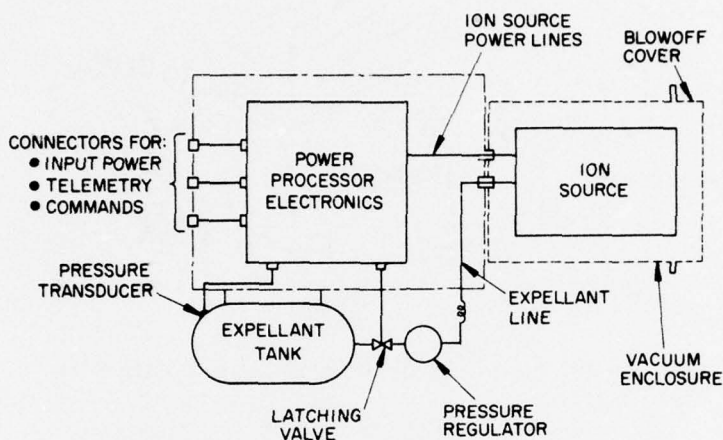 ION SOURCE
POWER LINES
BLOWOFF
COVER
CONNECTORS FOR:
● INPUT POWER
● TELEMETRY
● COMMANDS
POWER
PROCESSOR
ELECTRONICS
ION
SOURCE
PRESSURE
TRANSDUCER
EXPELLANT
TANK
EXPELLANT
LINE
VACUUM
ENCLOSURE
LATCHING
VALVE
PRESSURE
REGULATOR